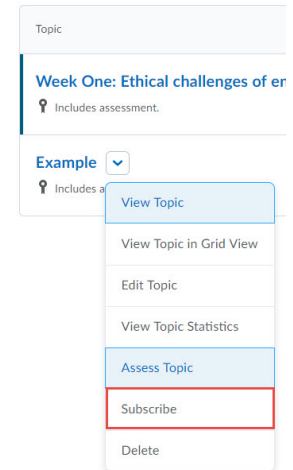 Topic
Week One: Ethical challenges of en
Includes assessment.
Example
Includes a
View Topic
View Topic in Grid View
Edit Topic
View Topic Statistics
Assess Topic
Subscribe
Delete